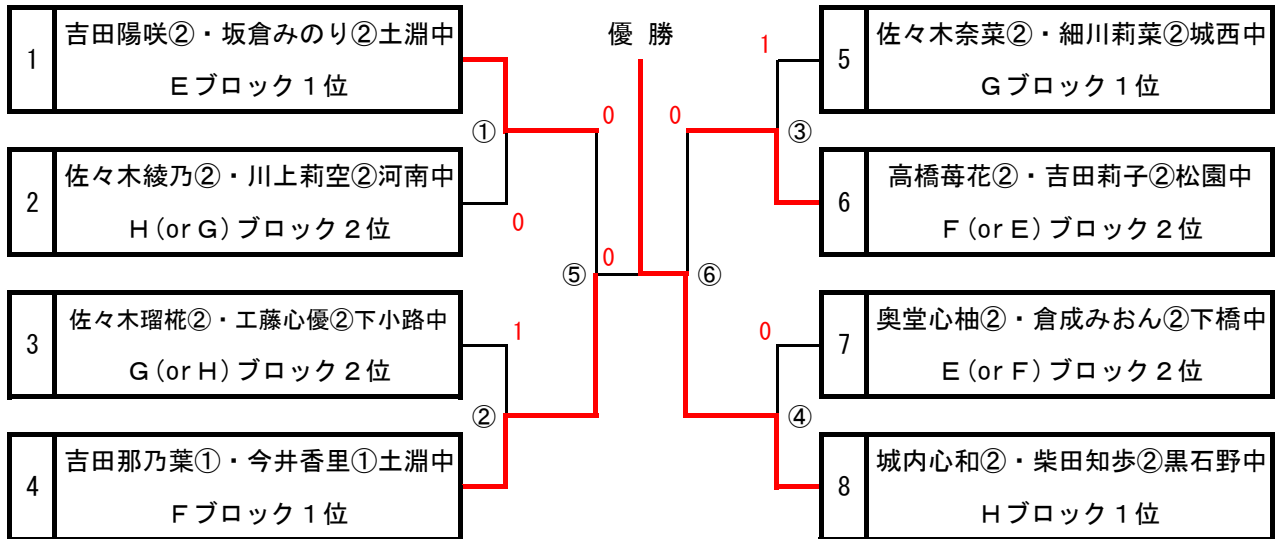 優 勝
1
吉田陽咲②・坂倉みのり②土淵中
Eブロック1位
2
佐々木綾乃②・川上莉空②河南中
H(or G)ブロック2位
3
佐々木瑠椛②・工藤心優②下小路中
G(or H)ブロック2位
4
吉田那乃葉①・今井香里①土淵中
Fブロック1位
①
0
②
1
⑤
0
0
0
⑥
③
1
④
0
5
佐々木奈菜②・細川莉菜②城西中
Gブロック1位
6
高橋苺花②・吉田莉子②松園中
F(or E)ブロック2位
7
奥堂心柚②・倉成みおん②下橋中
E(or F)ブロック2位
8
城内心和②・柴田知歩②黒石野中
Hブロック1位